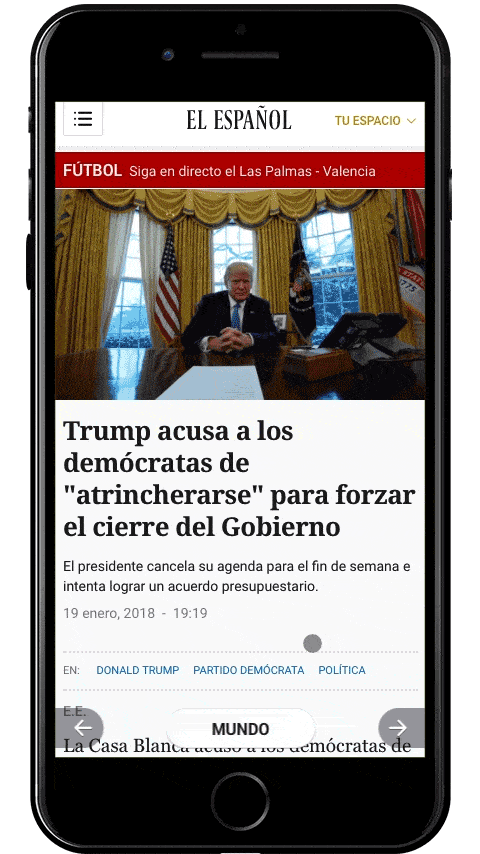 EL ESPAÑOL
TU ESPACIO
FÚTBOL Siga en directo el Las Palmas - Valencia
Trump acusa a los
demócratas de
"atrincherarse" para forzar
el cierre del Gobierno
El presidente cancela su agenda para el fin de semana e
intenta lograr un acuerdo presupuestario.
19 enero, 2018 - 19:19
EN: DONALD TRUMP PARTIDO DEMÓCRATA POLÍTICA
E.E.
MUNDO
La Casa Blanca acusó a los demócratas de